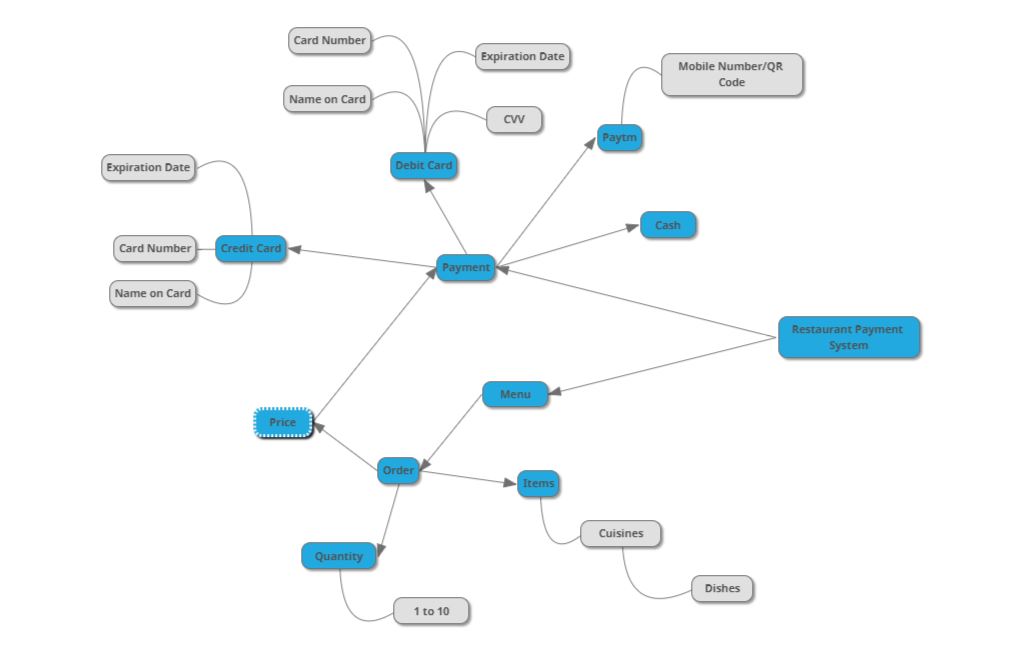 Card Number
Expiration Date
Mobile Number/QR
Code
Name on Card
CVV
Paytm
Debit Card
Expiration Date
Cash
Card Number
Credit Card
Payment
Name on Card
Restaurant Payment
System
Menu
Price
Order
Items
Cuisines
Quantity
Dishes
1 to 10